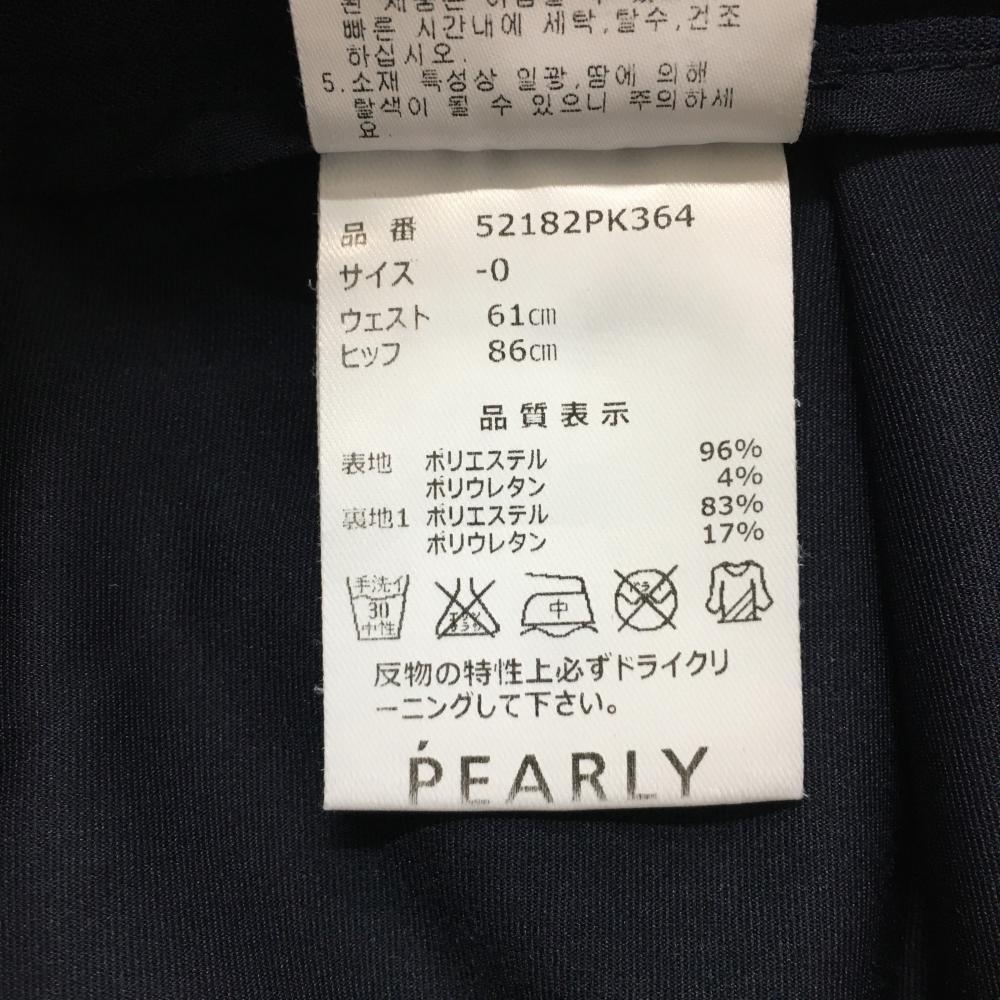 빠른 시간내에 세탁,탈수,건조
하십시오.
5.소재 특성상 일광,땀에 의해
탈색이 될 수 있으니 주의하세
요.
品 番 52182PK364
サイズ -0
ウェスト 61㎝
ヒップ 86㎝
品質表示
表地 ポリエステル 96%
ポリウレタン 4%
裏地1 ポリエステル 83%
ポリウレタン 17%
手洗イ
30
中性
中
反物の特性上必ずドライクリ
ーニングして下さい。
PEARLY